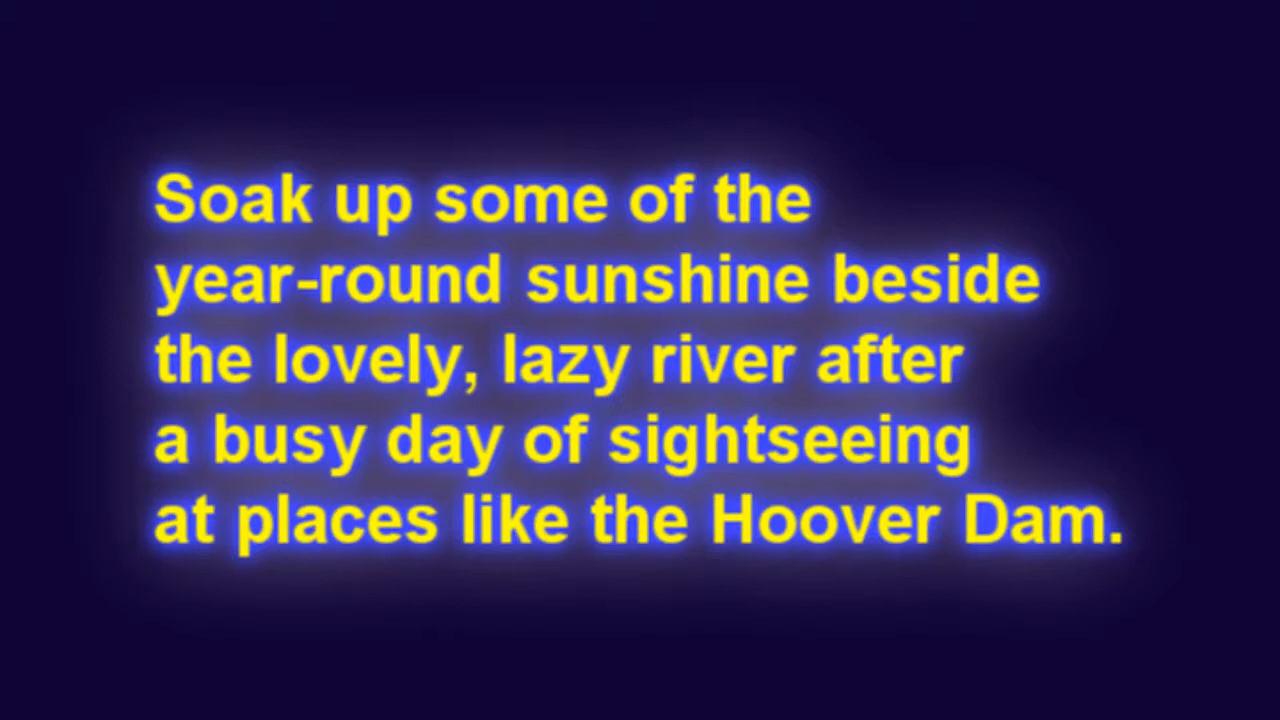 Soak up some of the
year-round sunshine beside
the lovely, lazy river after
a busy day of sightseeing
at places like the Hoover Dam.